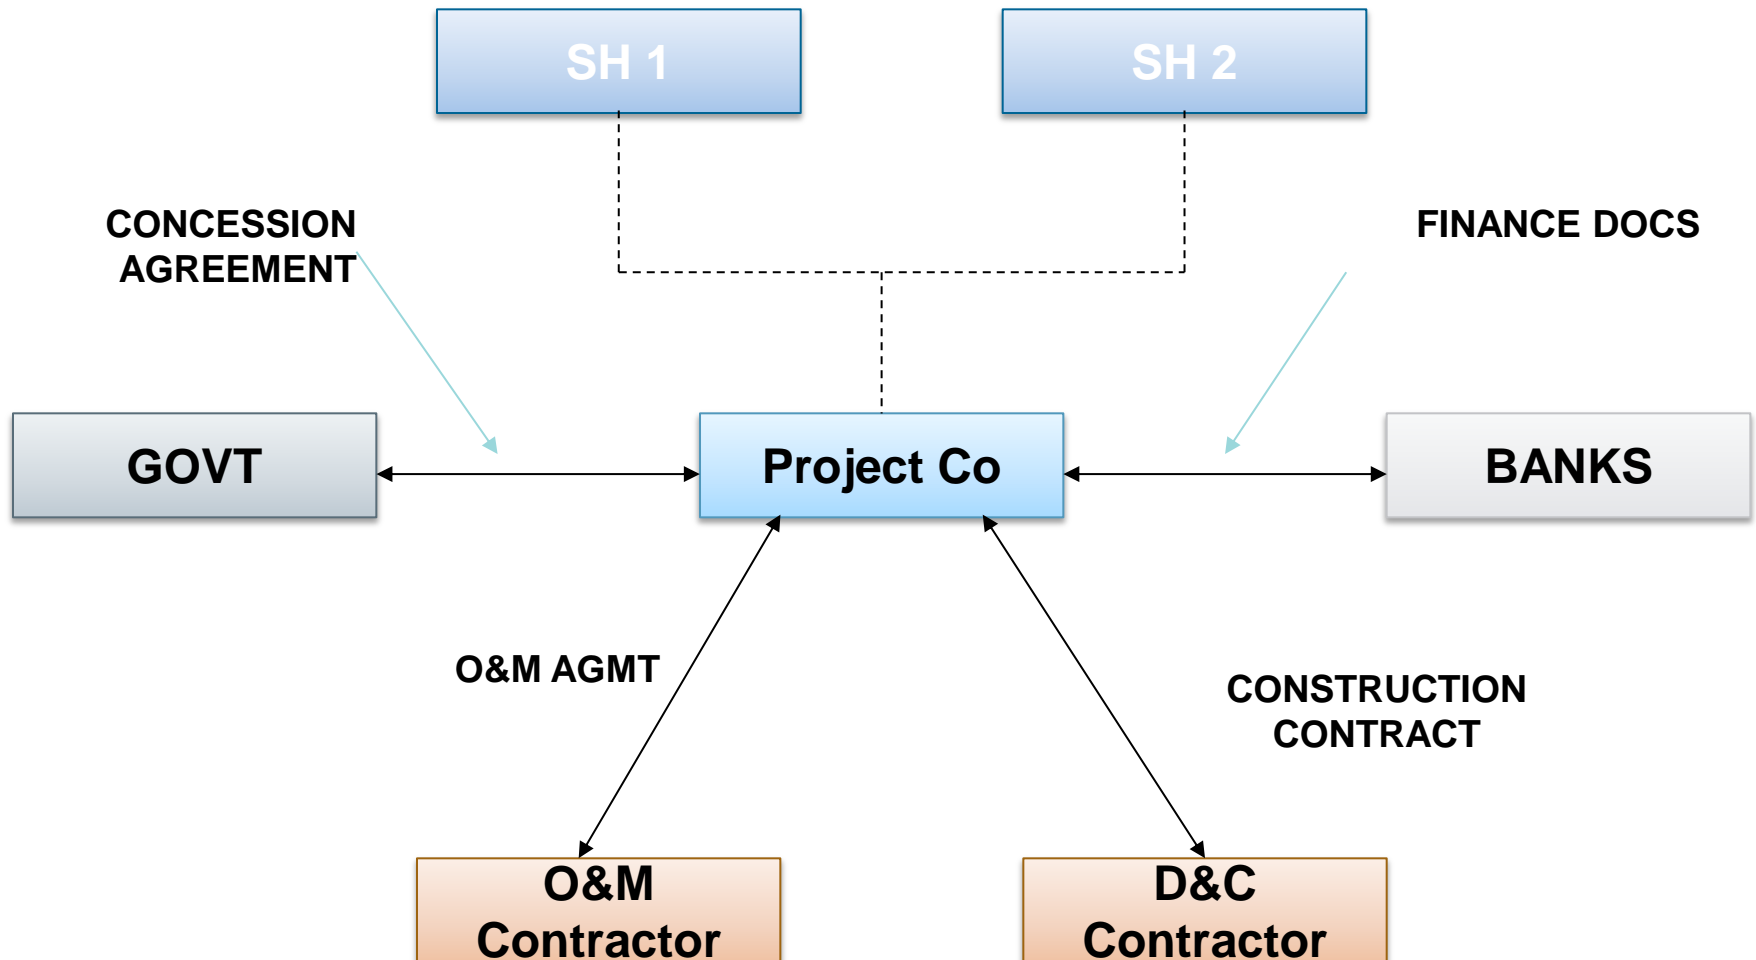 SH 1
SH 2
CONCESSION
AGREEMENT
FINANCE DOCS
GOVT
Project Co
BANKS
O&M AGMT
CONSTRUCTION
CONTRACT
O&M
Contractor
D&C
Contractor